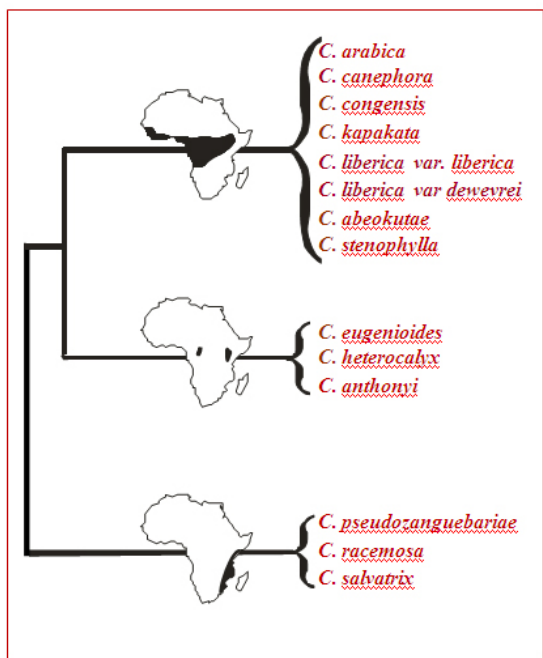 C. arabica
C. canephora
C. congensis
C. kapakata
C. liberica var. liberica
C. liberica var dewevrei
C. abeokutae
C. stenophylla
C. eugenioides
C. heterocalyx
C. anthonyi
C. pseudozanguebariae
C. racemosa
C. salvatrix